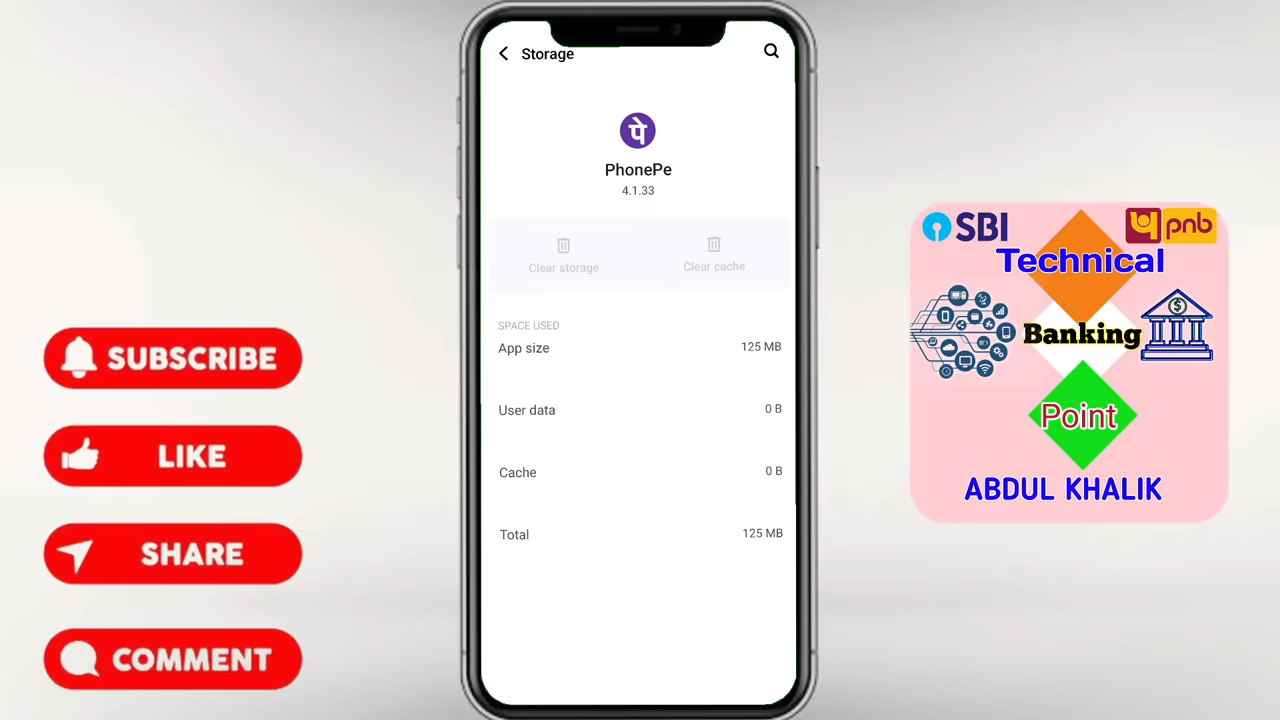 Storage
पे
PhonePe
4.1.33
Clear storage
Clear cache
SPACE USED
App size
125 MB
User data
0 B
Cache
0 B
Total
125 MB
SUBSCRIBE
LIKE
SHARE
COMMENT
SBI
pnb
Technical
Banking
Point
ABDUL KHALIK